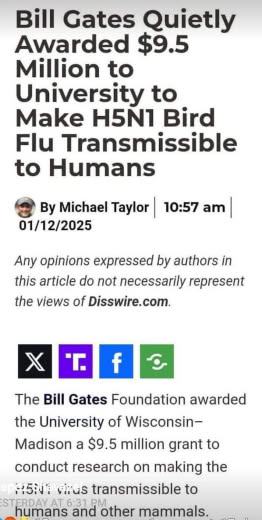 Bill Gates Quietly
Awarded $9.5
Million to
University to
Make H5N1 Bird
Flu Transmissible
to Humans
By Michael Taylor | 10:57 am |
01/12/2025
Any opinions expressed by authors in
this article do not necessarily represent
the views of Disswire.com.
The Bill Gates Foundation awarded
the University of Wisconsin–
Madison a $9.5 million grant to
conduct research on making the
H5N1 virus transmissible to
YESTERDAY AT 6:31 PM
humans and other mammals.